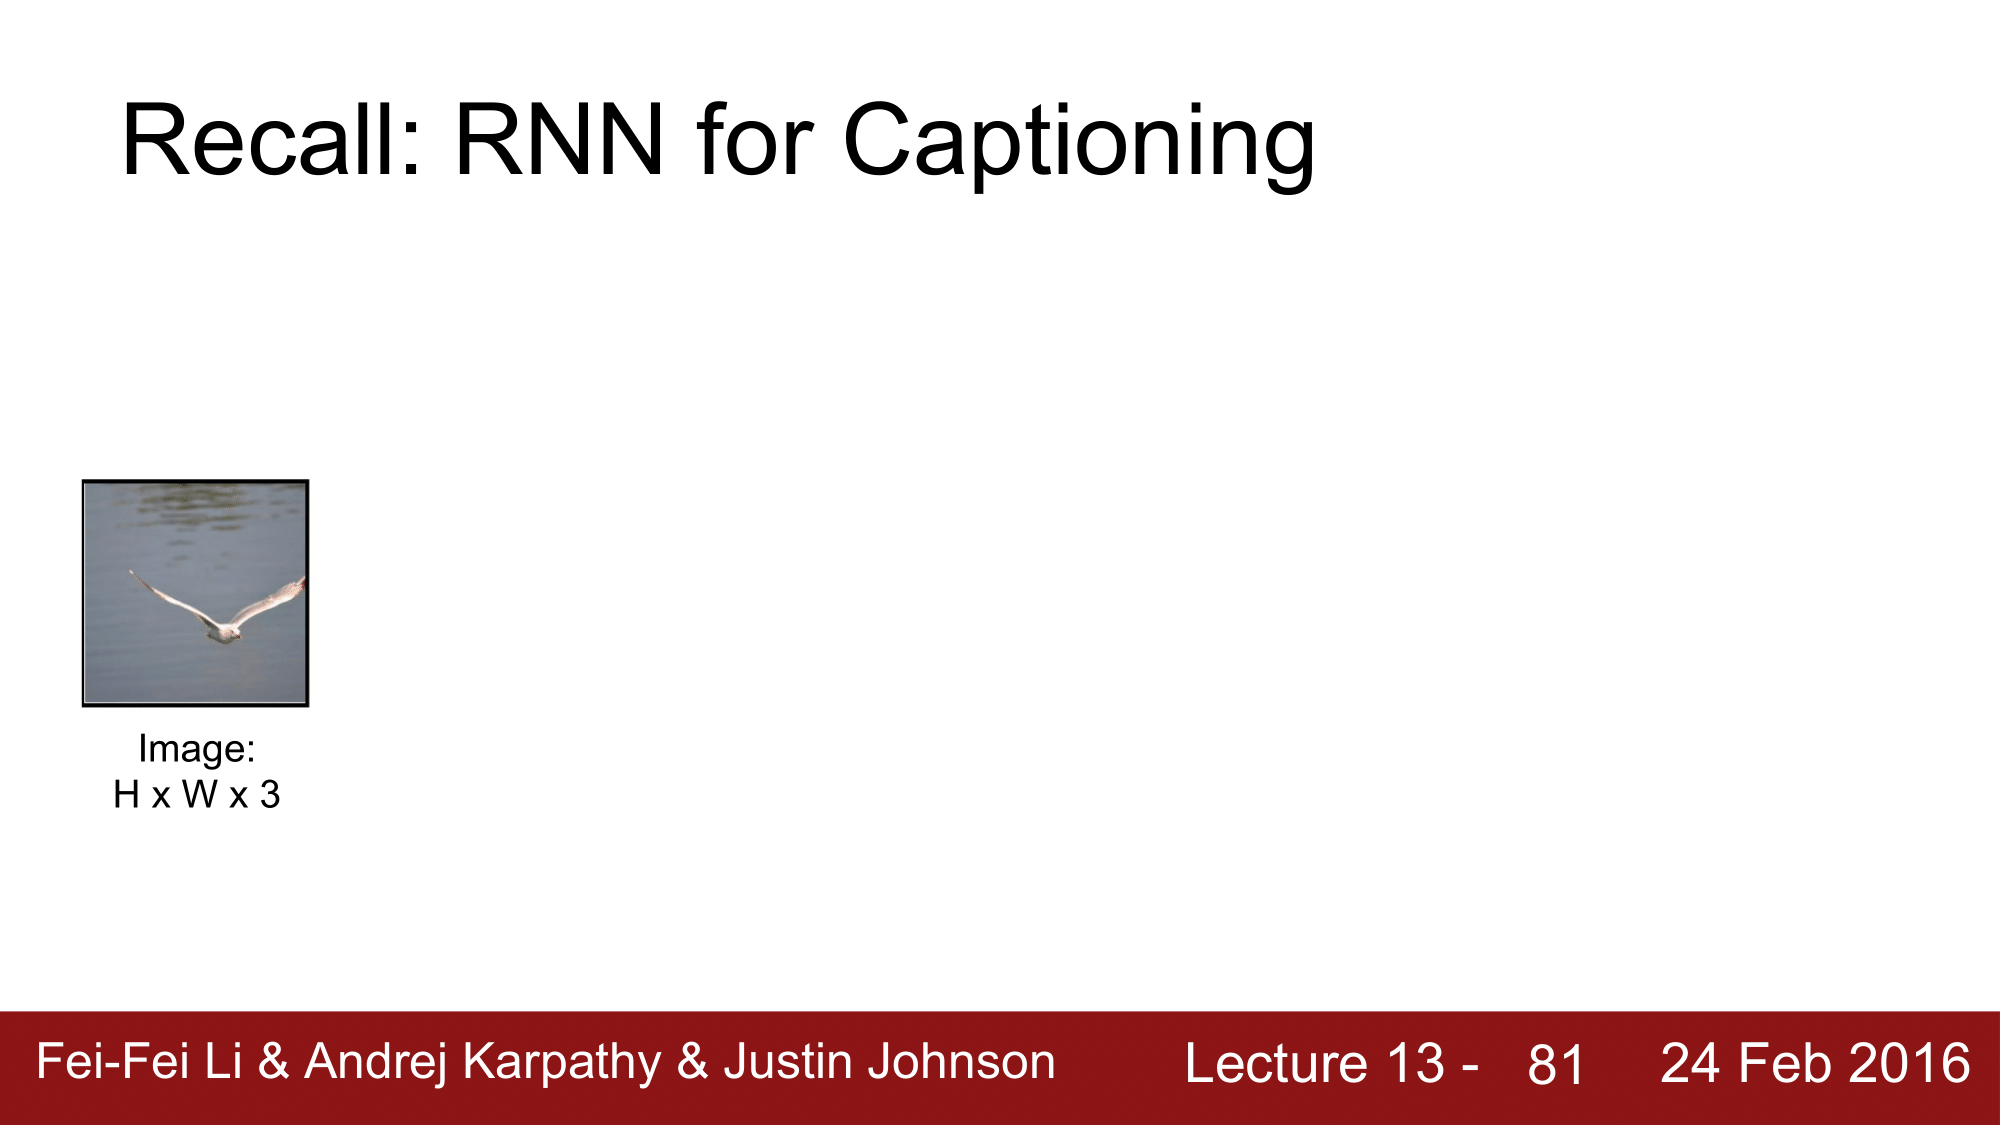 Recall: RNN for Captioning
Image:
H x W x 3
Fei-Fei Li & Andrej Karpathy & Justin Johnson Lecture 13 - 81 24 Feb 2016